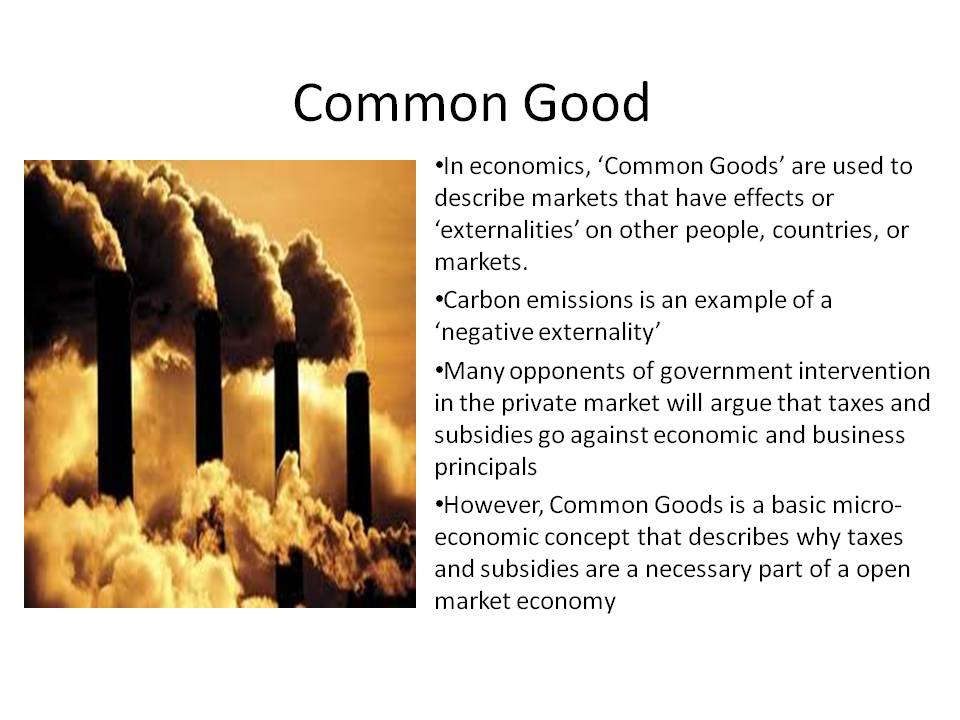 Common Good
•In economics, ‘Common Goods’ are used to
describe markets that have effects or
‘externalities’ on other people, countries, or
markets.
•Carbon emissions is an example of a
‘negative externality’
•Many opponents of government intervention
in the private market will argue that taxes and
subsidies go against economic and business
principals
•However, Common Goods is a basic micro-
economic concept that describes why taxes
and subsidies are a necessary part of a open
market economy